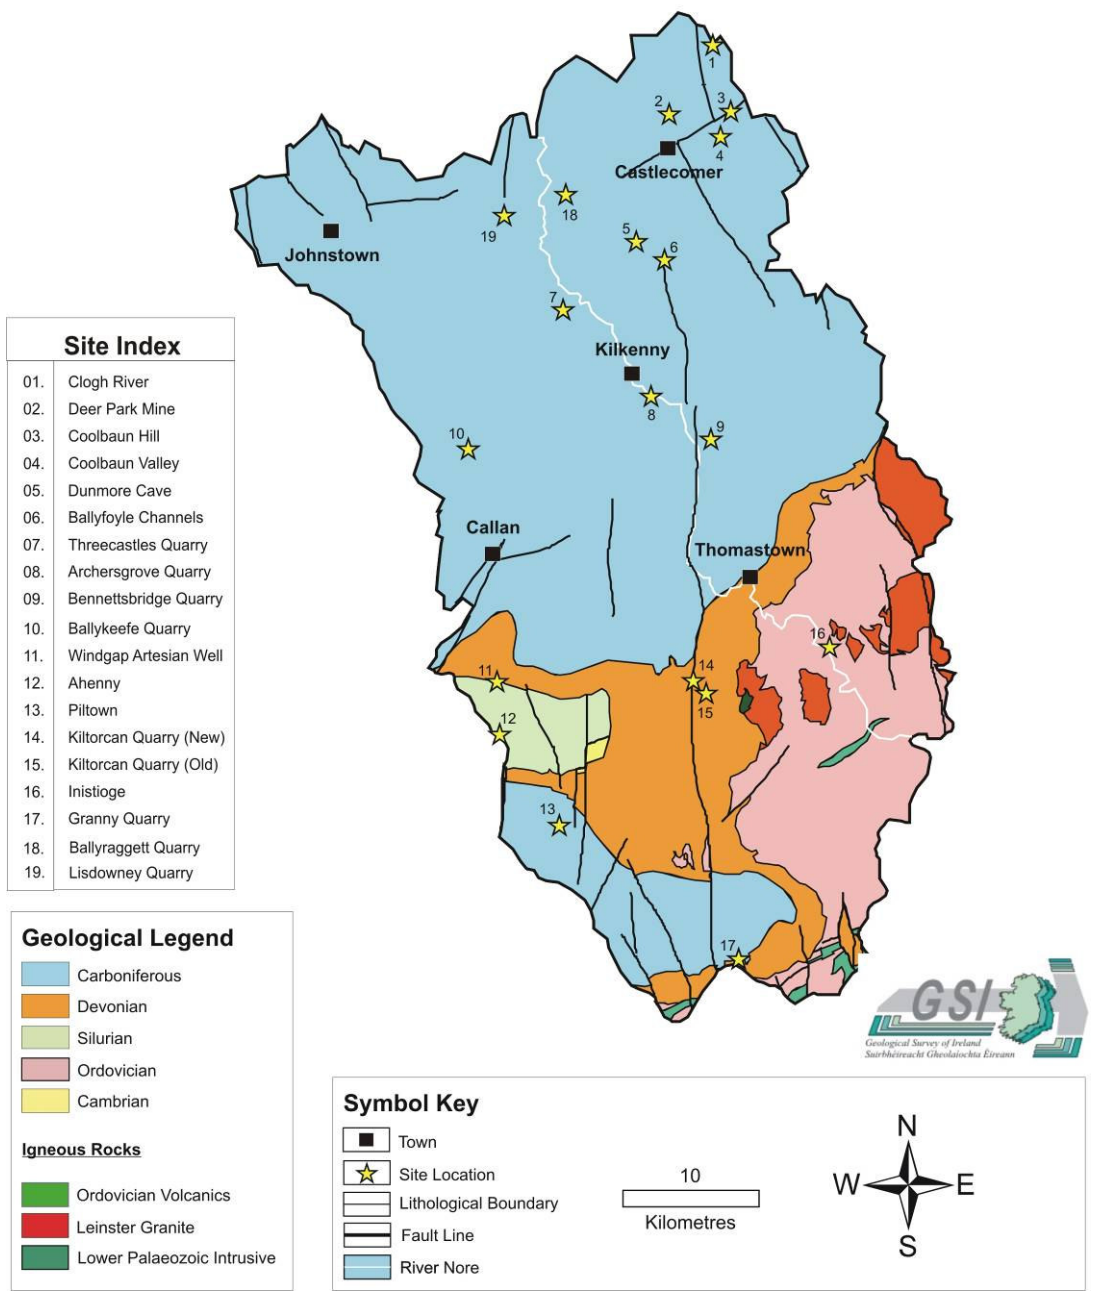 1
2
3
4
Castlecomer
18
19
5
6
Johnstown
7
Kilkenny
8
9
10
Callan
Thomastown
16
11
14
15
12
13
17
Site Index
01. Clogh River
02. Deer Park Mine
03. Coolbaun Hill
04. Coolbaun Valley
05. Dunmore Cave
06. Ballyfoyle Channels
07. Threecastles Quarry
08. Archersgrove Quarry
09. Bennettsbridge Quarry
10. Ballykeefe Quarry
11. Windgap Artesian Well
12. Ahenny
13. Piltown
14. Kiltorcan Quarry (New)
15. Kiltorcan Quarry (Old)
16. Inistioge
17. Granny Quarry
18. Ballyraggett Quarry
19. Lisdowney Quarry
Geological Legend
Carboniferous
Devonian
Silurian
Ordovician
Cambrian
Igneous Rocks
Ordovician Volcanics
Leinster Granite
Lower Palaeozoic Intrusive
GSI
Geological Survey of Ireland
Suirbhéireacht Gheolaíochta Éireann
Symbol Key
Town
Site Location
Lithological Boundary
Fault Line
River Nore
10
Kilometres
N
W E
S